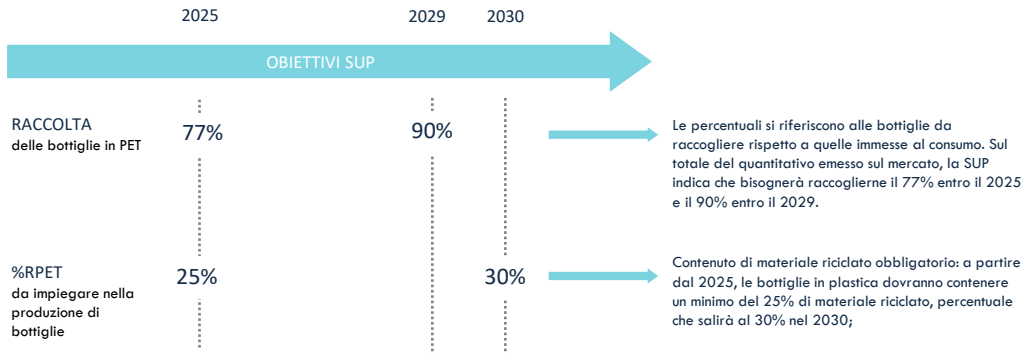 2025 2029 2030
OBIETTIVI SUP
RACCOLTA
delle bottiglie in PET
77% 90%
Le percentuali si riferiscono alle bottiglie da
raccogliere rispetto a quelle immesse al consumo. Sul
totale del quantitativo emesso sul mercato, la SUP
indica che bisognerà raccoglierne il 77% entro il 2025
e il 90% entro il 2029.
%RPET
da impiegare nella
produzione di
bottiglie
25% 30%
Contenuto di materiale riciclato obbligatorio: a partire
dal 2025, le bottiglie in plastica dovranno contenere
un minimo del 25% di materiale riciclato, percentuale
che salirà al 30% nel 2030;